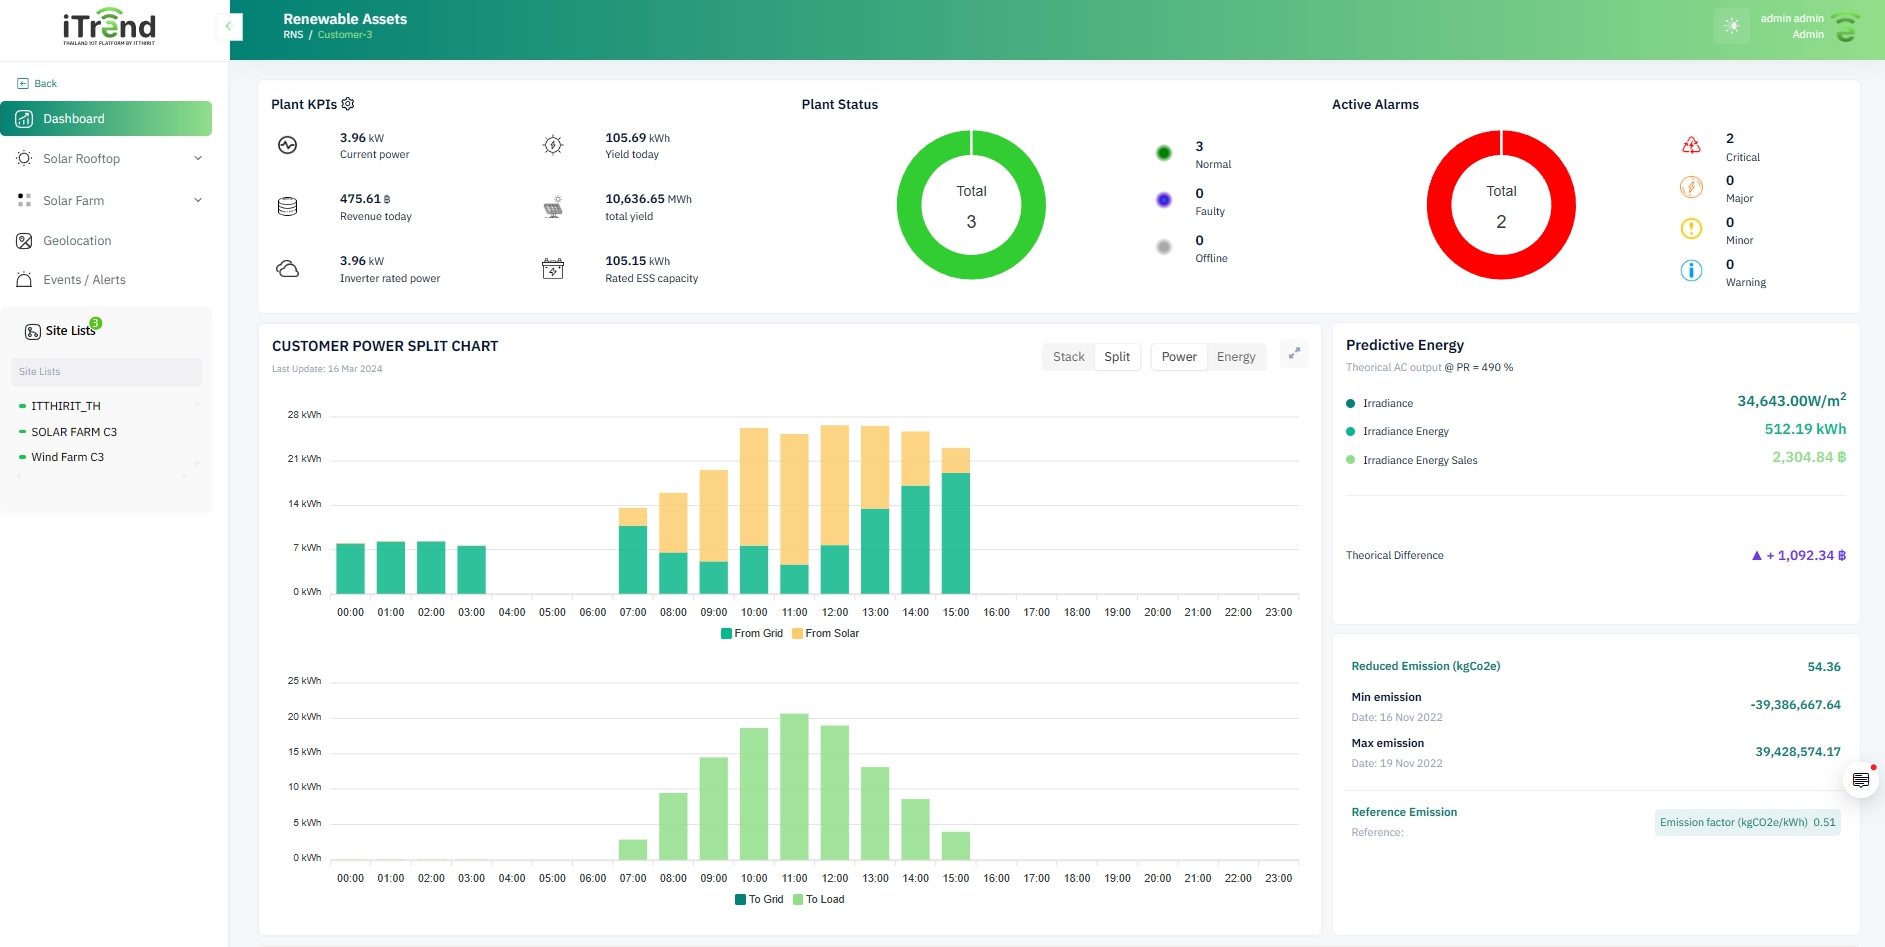 iTrend
THAILAND IOT PLATFORM BY ITTHIRIT
Renewable Assets
RNS / Customer-3
admin admin
Admin
Back
Dashboard
Solar Rooftop
Solar Farm
Geolocation
Events / Alerts
Site Lists 3
Site Lists
ITTHIRIT_TH
SOLAR FARM C3
Wind Farm C3
Plant KPIs
3.96 kW
Current power
105.69 kWh
Yield today
475.61 ฿
Revenue today
10,636.65 MWh
total yield
3.96 kW
Inverter rated power
105.15 kWh
Rated ESS capacity
Plant Status
Total
3
3
Normal
0
Faulty
0
Offline
Active Alarms
Total
2
2
Critical
0
Major
0
Minor
0
Warning
CUSTOMER POWER SPLIT CHART
Last Update: 16 Mar 2024
Stack Split Power Energy
28 kWh
21 kWh
14 kWh
7 kWh
0 kWh
00:00 01:00 02:00 03:00 04:00 05:00 06:00 07:00 08:00 09:00 10:00 11:00 12:00 13:00 14:00 15:00 16:00 17:00 18:00 19:00 20:00 21:00 22:00 23:00
From Grid From Solar
25 kWh
20 kWh
15 kWh
10 kWh
5 kWh
0 kWh
00:00 01:00 02:00 03:00 04:00 05:00 06:00 07:00 08:00 09:00 10:00 11:00 12:00 13:00 14:00 15:00 16:00 17:00 18:00 19:00 20:00 21:00 22:00 23:00
To Grid To Load
Predictive Energy
Theorical AC output @ PR = 490 %
Irradiance 34,643.00W/m²
Irradiance Energy 512.19 kWh
Irradiance Energy Sales 2,304.84 ฿
Theorical Difference ▲ + 1,092.34 ฿
Reduced Emission (kgCo2e) 54.36
Min emission
Date: 16 Nov 2022
-39,386,667.64
Max emission
Date: 19 Nov 2022
39,428,574.17
Reference Emission
Reference:
Emission factor (kgCO2e/kWh) 0.51